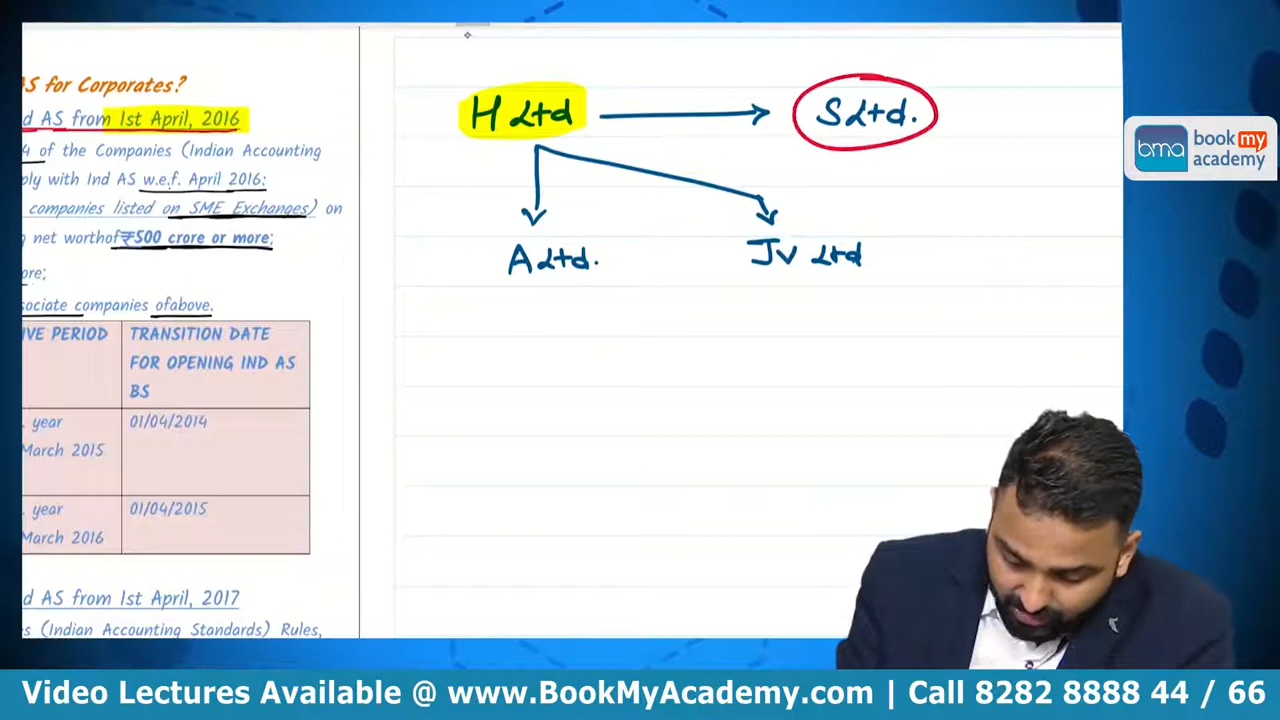 AS for Corporates?
d AS from 1st April, 2016
4 of the Companies (Indian Accounting
ply with Ind AS w.e.f. April 2016:
companies listed on SME Exchanges) on
g net worthof₹500 crore or more;
ore;
sociate companies ofabove.
IVE PERIOD
TRANSITION DATE FOR OPENING IND AS BS
. year
March 2015
01/04/2014
. year
March 2016
01/04/2015
d AS from 1st April, 2017
s (Indian Accounting Standards) Rules,
H Ltd
S Ltd.
A Ltd.
JV Ltd
bma
book my
academy
Video Lectures Available @ www.BookMyAcademy.com | Call 8282 8888 44 / 66